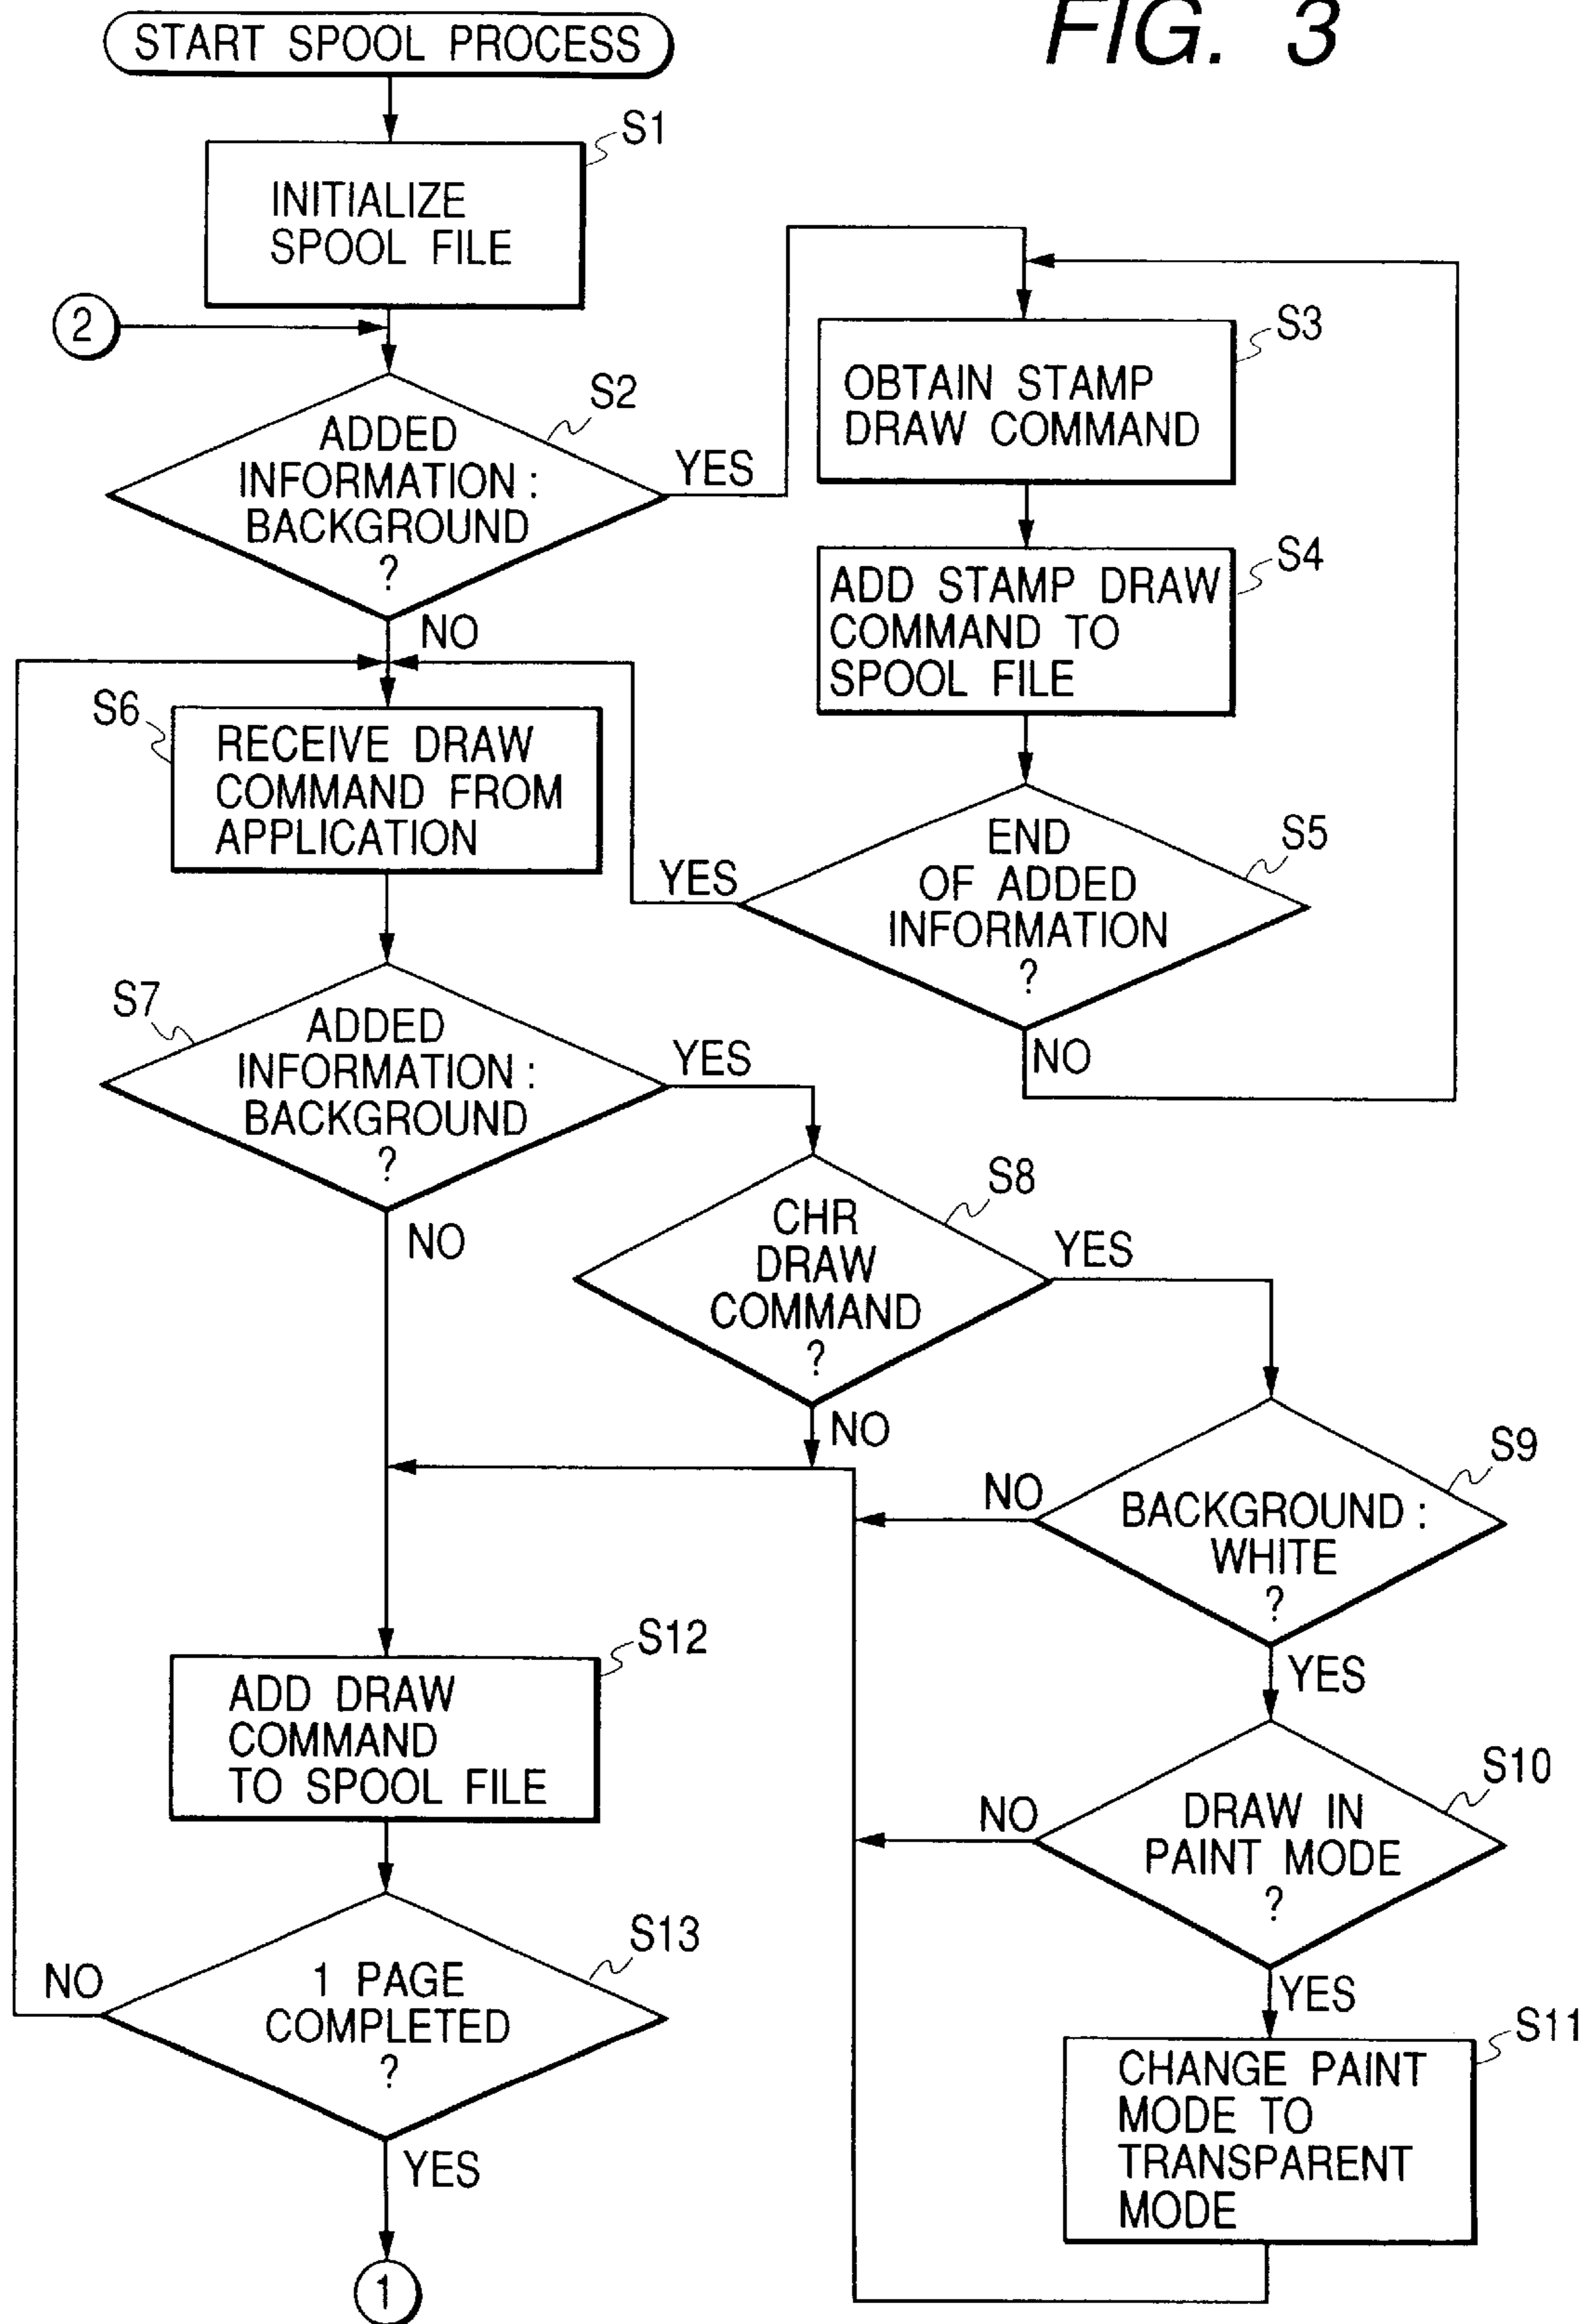 FIG. 3
START SPOOL PROCESS
S1
INITIALIZE
SPOOL FILE
2
S2
ADDED
INFORMATION :
BACKGROUND
?
YES
NO
S3
OBTAIN STAMP
DRAW COMMAND
S4
ADD STAMP DRAW
COMMAND TO
SPOOL FILE
S5
END
OF ADDED
INFORMATION
?
YES
NO
S6
RECEIVE DRAW
COMMAND FROM
APPLICATION
S7
ADDED
INFORMATION :
BACKGROUND
?
YES
NO
S8
CHR
DRAW
COMMAND
?
YES
NO
S9
BACKGROUND :
WHITE
?
NO
YES
S10
DRAW IN
PAINT MODE
?
NO
YES
S11
CHANGE PAINT
MODE TO
TRANSPARENT
MODE
S12
ADD DRAW
COMMAND
TO SPOOL FILE
S13
1 PAGE
COMPLETED
?
NO
YES
1